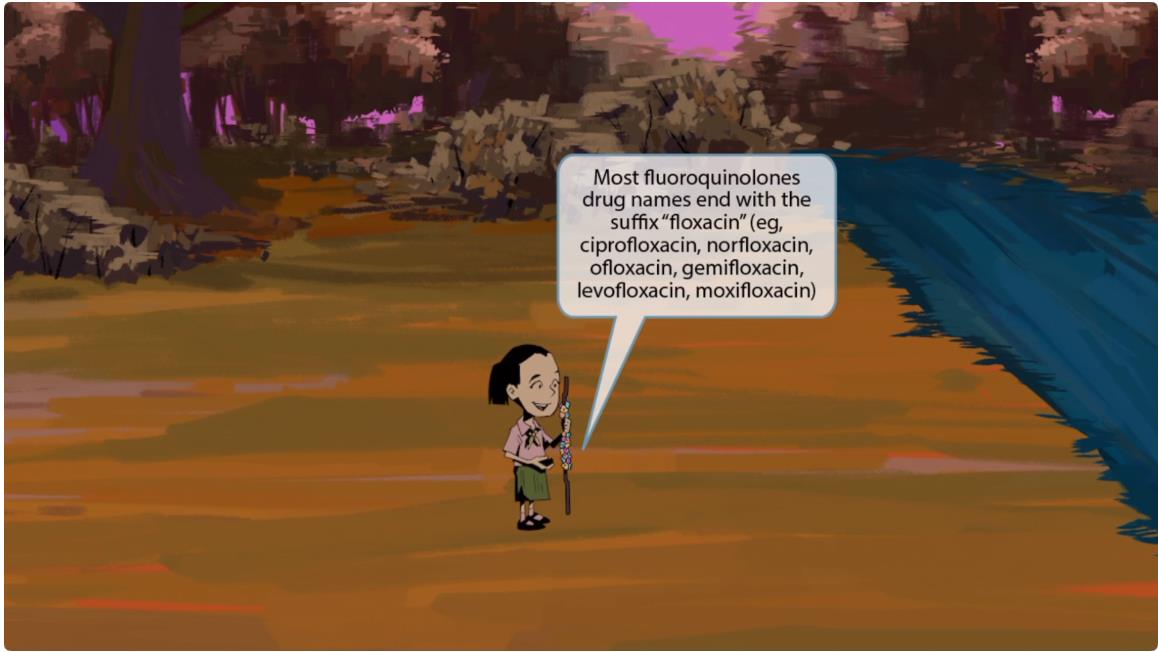 Most fluoroquinolones
drug names end with the
suffix “floxacin” (eg,
ciprofloxacin, norfloxacin,
ofloxacin, gemifloxacin,
levofloxacin, moxifloxacin)